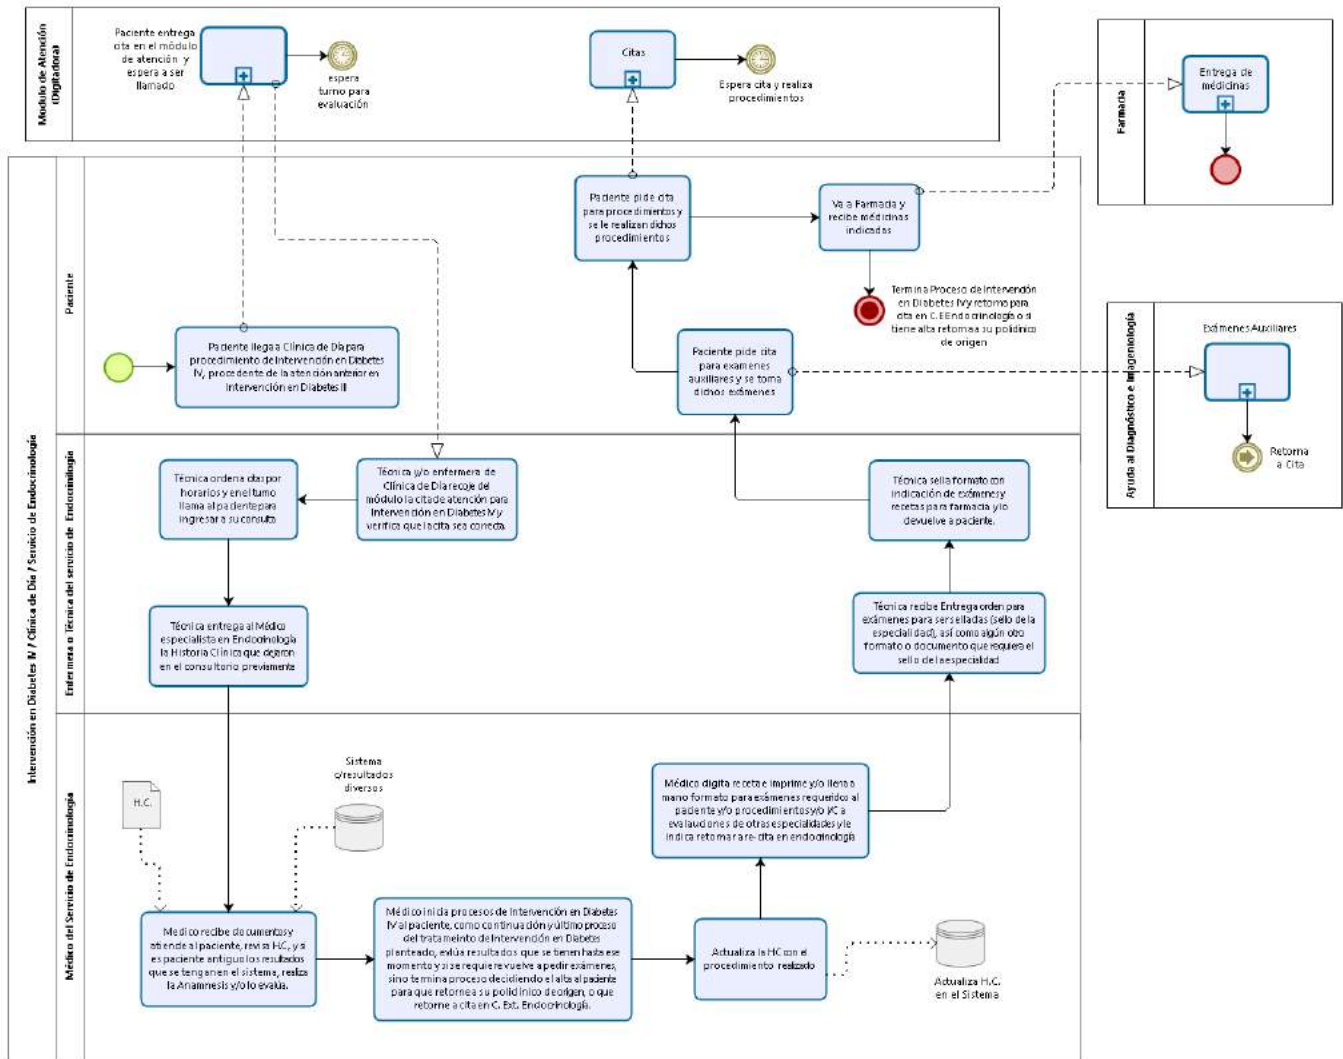 Módulo de Atención
(Digitadora)
Paciente entrega
cita en el módulo
de atención y
espera a ser
llamado
espera
turno para
evaluación
Citas
Espera cita y realiza
procedimientos
Farmacia
Entrega de
médicinas
Intervención en Diabetes IV / Clínica de Día / Servicio de Endocrinología
Paciente
Paciente llega a Clínica de Día para
procedimiento de Intervención en Diabetes
IV, procedente de la atención anterior en
Intervención en Diabetes III
Paciente pide cita
para procedimientos y
se le realizan dichos
procedimientos
Va a Farmacia y
recibe médicinas
indicadas
Termina Proceso de Intervención
en Diabetes IV y retorna para
cita en C. E Endocrinología o si
tiene alta retorna a su policlínico
de origen
Paciente pide cita
para examenes
auxiliares y se toma
dichos exámenes
Ayuda al Diagnóstico e Imageniología
Exámenes Auxiliares
Retorna
a Cita
Enfermera o Técnica del servicio de Endocrinilogía
Técnica ordena citas por
horarios y en el turno
llama al paciente para
ingresar a su consulta
Técnica y/o enfermera de
Clínica de Dia recoje del
módulo la cita de atención para
Intervención en Diabetes IV y
verifica que la cita sea correcta.
Técnica sella formato con
indicación de exámenes y
recetas para farmacia y lo
devuelve a paciente.
Técnica entrega al Médico
especialista en Endocrinología
la Historia Clínica que dejaron
en el consultorio previamente
Técnica recibe Entrega orden para
exámenes para ser selladas (sello de la
especialidad), así como algún otro
formato o documento que requiera el
sello de la especialidad
Médico del Servicio de Endocrinología
H.C.
Sistema
c/resultados
diversos
Médico digita receta e imprime y/o llena a
mano formato para exámenes requeridos al
paciente y/o procedimientos y/o I/C a
evaluaciones de otras especialidades y le
indica retornar a re-cita en endocrinología
Medico recibe documentos y
atiende al paciente, revisa H.C, y si
es paciente antiguo los resultados
que se tengan en el sistema, realiza
la Anamnesis y/o lo evalúa.
Médico inicia procesos de Intervención en Diabetes
IV al paciente, como continuación y último proceso
del tratameinto de Intervención en Diabetes
planteado, evlúa resultados que se tienen hasta ese
momento y si se requiere vuelve a pedir exámenes,
sino termina proceso decidiendo el alta al paciente
para que retorne a su policlínico de origen, o que
retorne a cita en C. Ext. Endocrinología.
Actualiza la HC con el
procedimiento realizado
Actualiza H.C.
en el Sistema